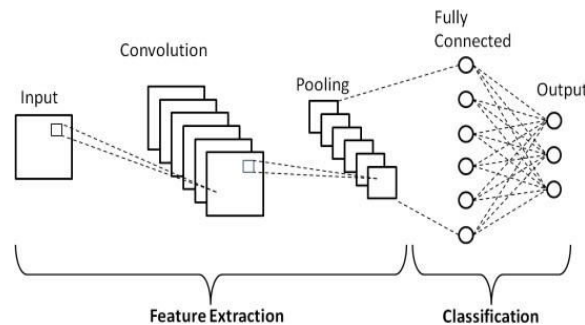 Input
Convolution
Pooling
Fully
Connected
Output
Feature Extraction
Classification